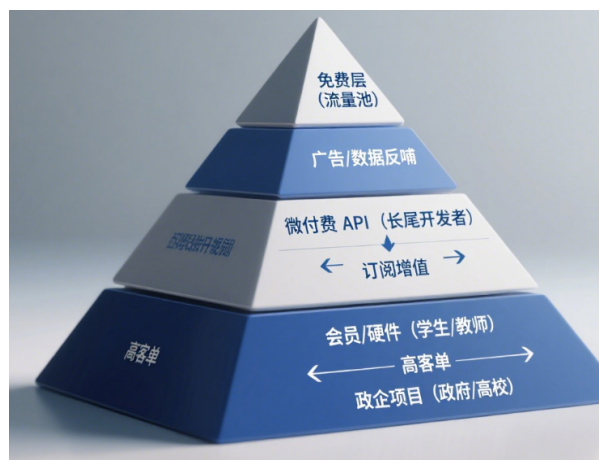 免费层
（流量池）
广告/数据反哺
微付费 API（长尾开发者）
订阅增值
高客单
会员/硬件（学生/教师）
高客单
政企项目（政府/高校）